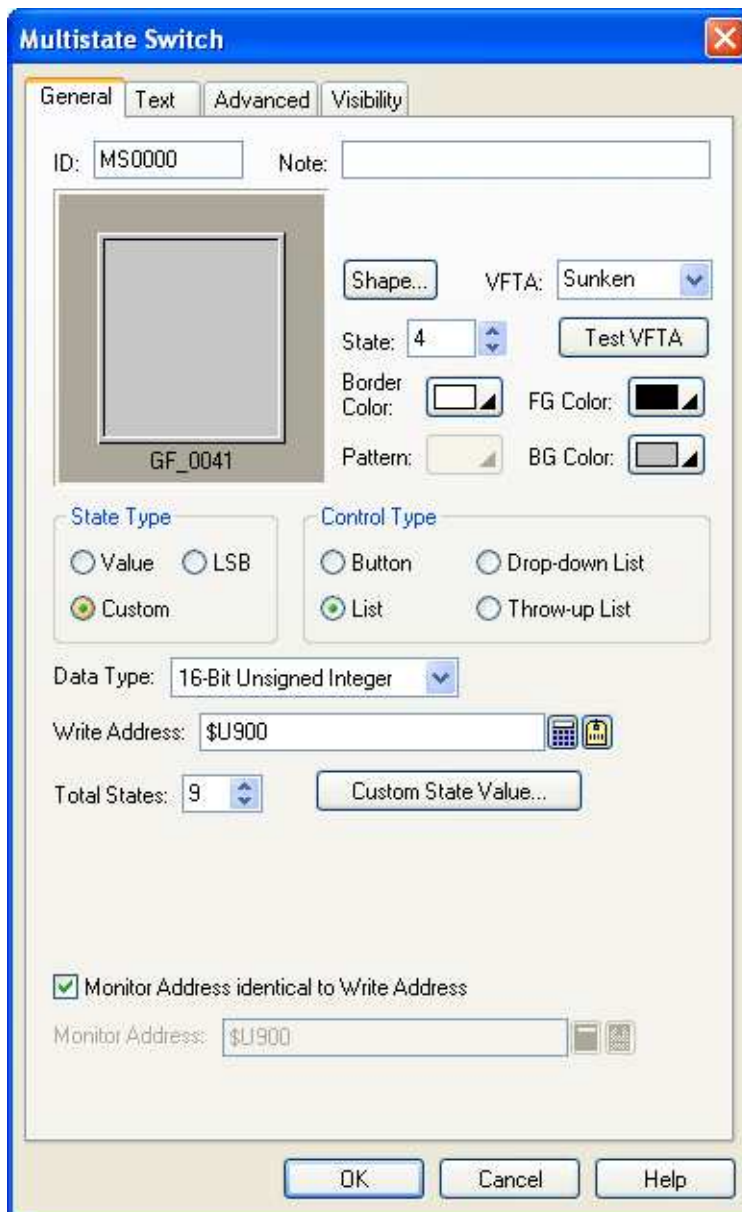 Multistate Switch
General Text Advanced Visibility
ID: MS0000 Note:
Shape... VFTA: Sunken
State: 4 Test VFTA
Border Color: FG Color:
GF_0041 Pattern: BG Color:
State Type Control Type
Value LSB Button Drop-down List
Custom List Throw-up List
Data Type: 16-Bit Unsigned Integer
Write Address: $U900
Total States: 9 Custom State Value...
Monitor Address identical to Write Address
Monitor Address: $U900
OK Cancel Help